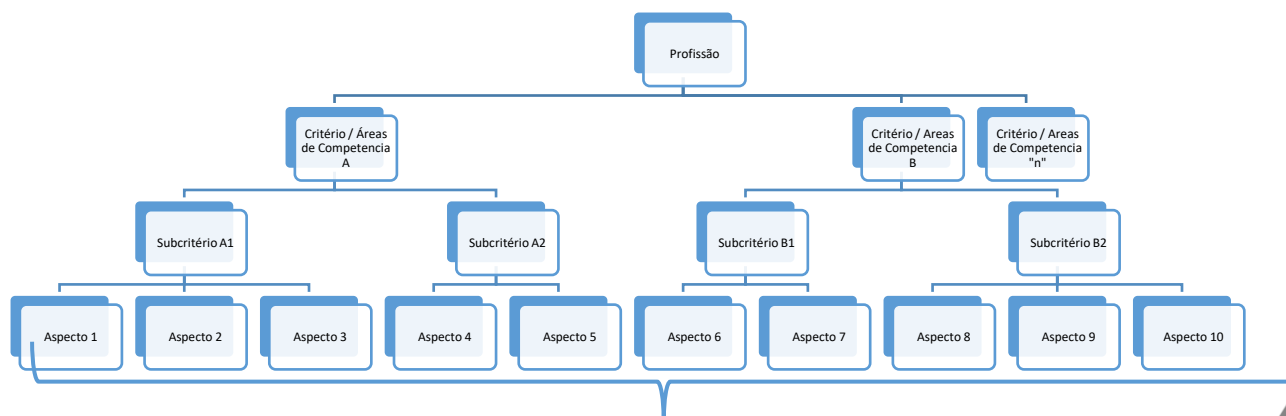 Profissão
Critério / Áreas
de Competencia
A
Critério / Areas
de Competencia
B
Critério / Areas
de Competencia
"n"
Subcritério A1
Subcritério A2
Subcritério B1
Subcritério B2
Aspecto 1
Aspecto 2
Aspecto 3
Aspecto 4
Aspecto 5
Aspecto 6
Aspecto 7
Aspecto 8
Aspecto 9
Aspecto 10